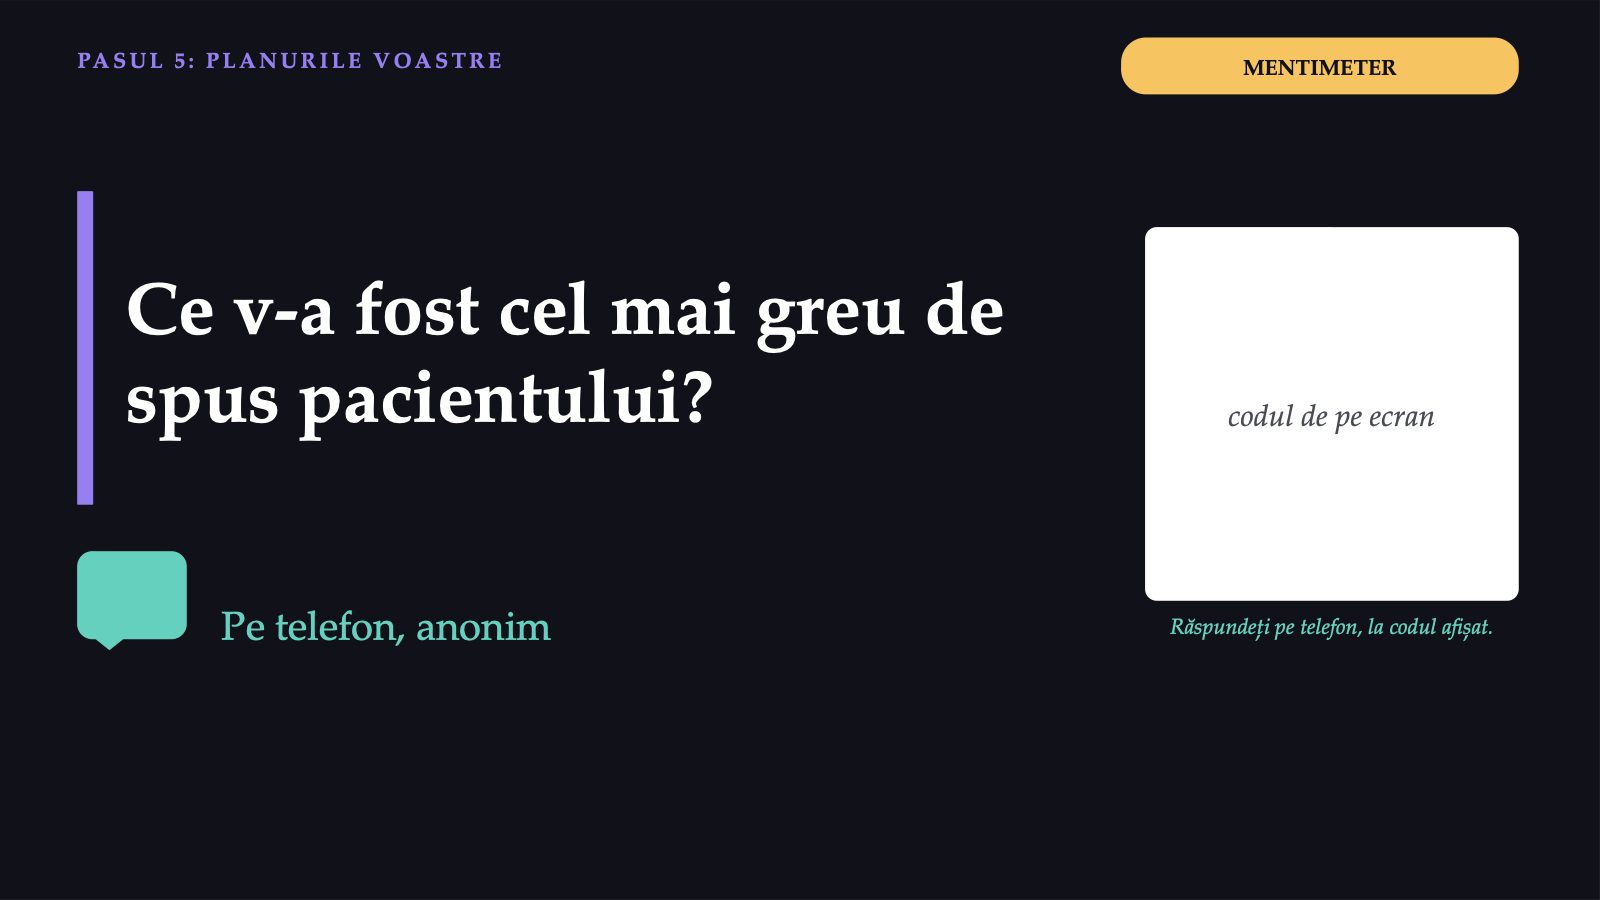 PASUL 5: PLANURILE VOASTRE
MENTIMETER
Ce v-a fost cel mai greu de
spus pacientului?
codul de pe ecran
Pe telefon, anonim
Răspundeți pe telefon, la codul afișat.